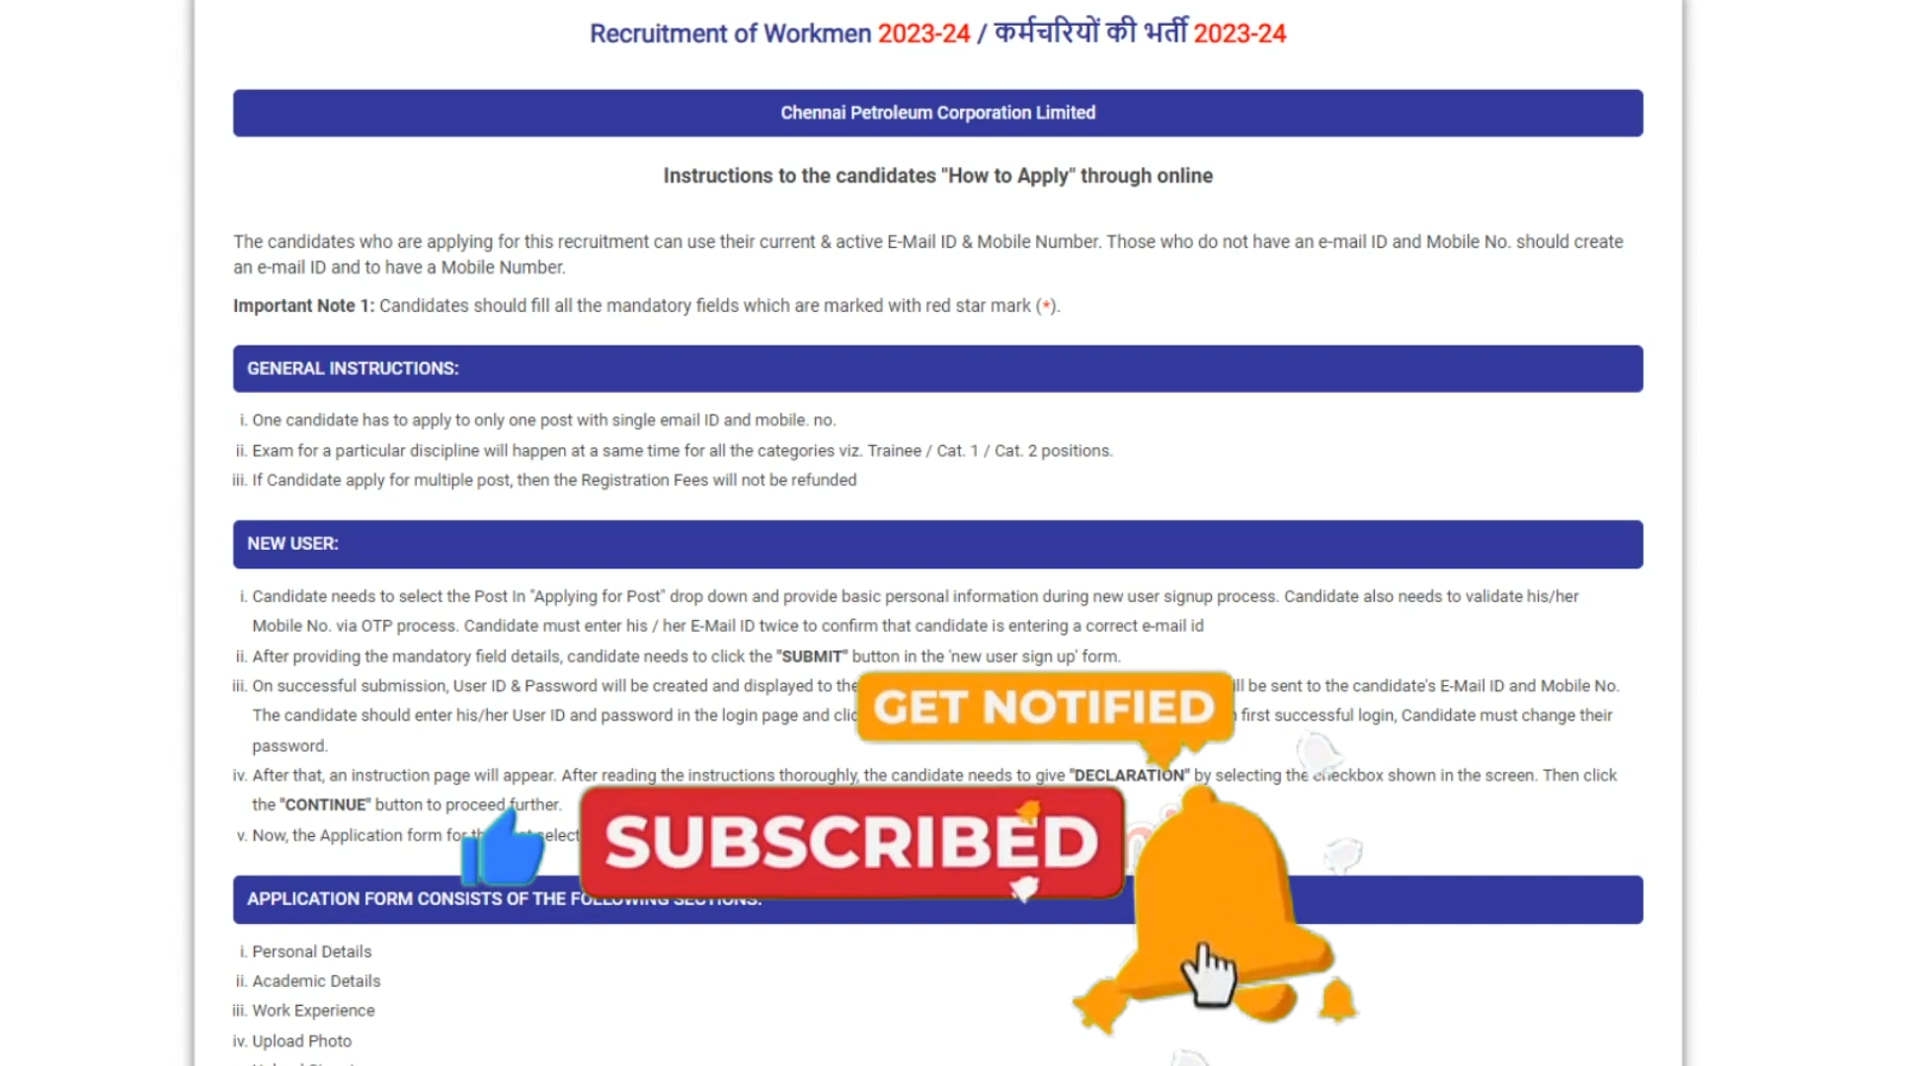 Recruitment of Workmen 2023-24 / कर्मचरियों की भर्ती 2023-24
Chennai Petroleum Corporation Limited
Instructions to the candidates "How to Apply" through online
The candidates who are applying for this recruitment can use their current & active E-Mail ID & Mobile Number. Those who do not have an e-mail ID and Mobile No. should create
an e-mail ID and to have a Mobile Number.
Important Note 1: Candidates should fill all the mandatory fields which are marked with red star mark (*).
GENERAL INSTRUCTIONS:
i. One candidate has to apply to only one post with single email ID and mobile. no.
ii. Exam for a particular discipline will happen at a same time for all the categories viz. Trainee / Cat. 1 / Cat. 2 positions.
iii. If Candidate apply for multiple post, then the Registration Fees will not be refunded
NEW USER:
i. Candidate needs to select the Post In "Applying for Post" drop down and provide basic personal information during new user signup process. Candidate also needs to validate his/her
Mobile No. via OTP process. Candidate must enter his / her E-Mail ID twice to confirm that candidate is entering a correct e-mail id
ii. After providing the mandatory field details, candidate needs to click the "SUBMIT" button in the 'new user sign up' form.
iii. On successful submission, User ID & Password will be created and displayed to the be sent to the candidate's E-Mail ID and Mobile No.
GET NOTIFIED
The candidate should enter his/her User ID and password in the login page and first successful login, Candidate must change their
password.
iv. After that, an instruction page will appear. After reading the instructions thoroughly, the candidate needs to give "DECLARATION" by selecting the checkbox shown in the screen. Then click
the "CONTINUE" button to proceed further.
v. Now, the Application form for
SUBSCRIBED
APPLICATION FORM CONSISTS OF THE FOLLOWING SECTIONS:
i. Personal Details
ii. Academic Details
iii. Work Experience
iv. Upload Photo